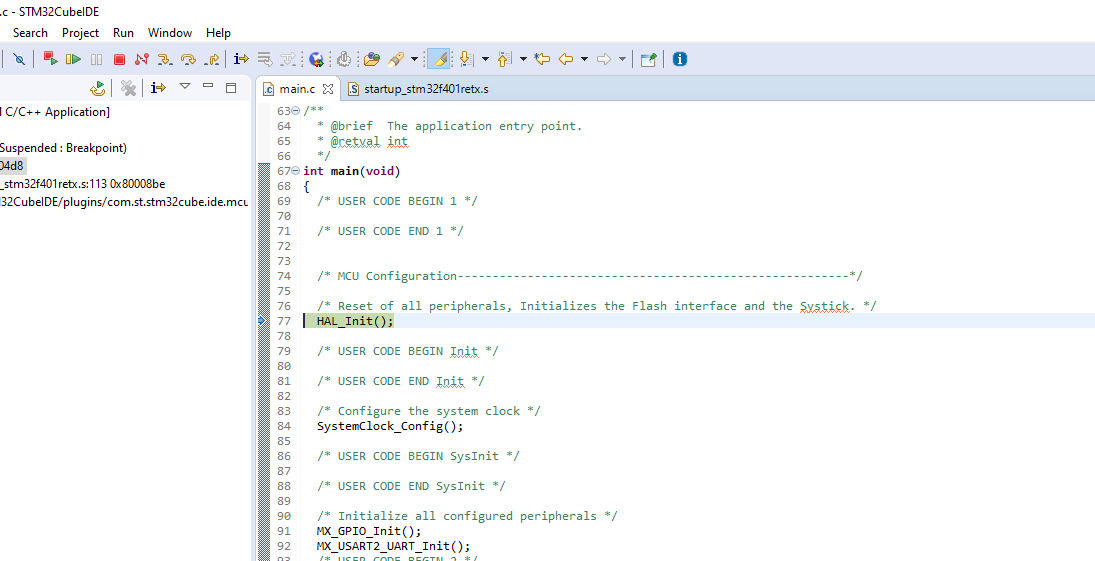 .c - STM32CubeIDE
Search Project Run Window Help
main.c startup_stm32f401retx.s
C/C++ Application]
Suspended : Breakpoint)
04d8
_stm32f401retx.s:113 0x80008be
32CubeIDE/plugins/com.st.stm32cube.ide.mcu
63 /**
64 * @brief The application entry point.
65 * @retval int
66 */
67 int main(void)
68 {
69 /* USER CODE BEGIN 1 */
70
71 /* USER CODE END 1 */
72
73
74 /* MCU Configuration--------------------------------------------------------*/
75
76 /* Reset of all peripherals, Initializes the Flash interface and the Systick. */
77 HAL_Init();
78
79 /* USER CODE BEGIN Init */
80
81 /* USER CODE END Init */
82
83 /* Configure the system clock */
84 SystemClock_Config();
85
86 /* USER CODE BEGIN SysInit */
87
88 /* USER CODE END SysInit */
89
90 /* Initialize all configured peripherals */
91 MX_GPIO_Init();
92 MX_USART2_UART_Init();
93 /* USER CODE BEGIN 2 */